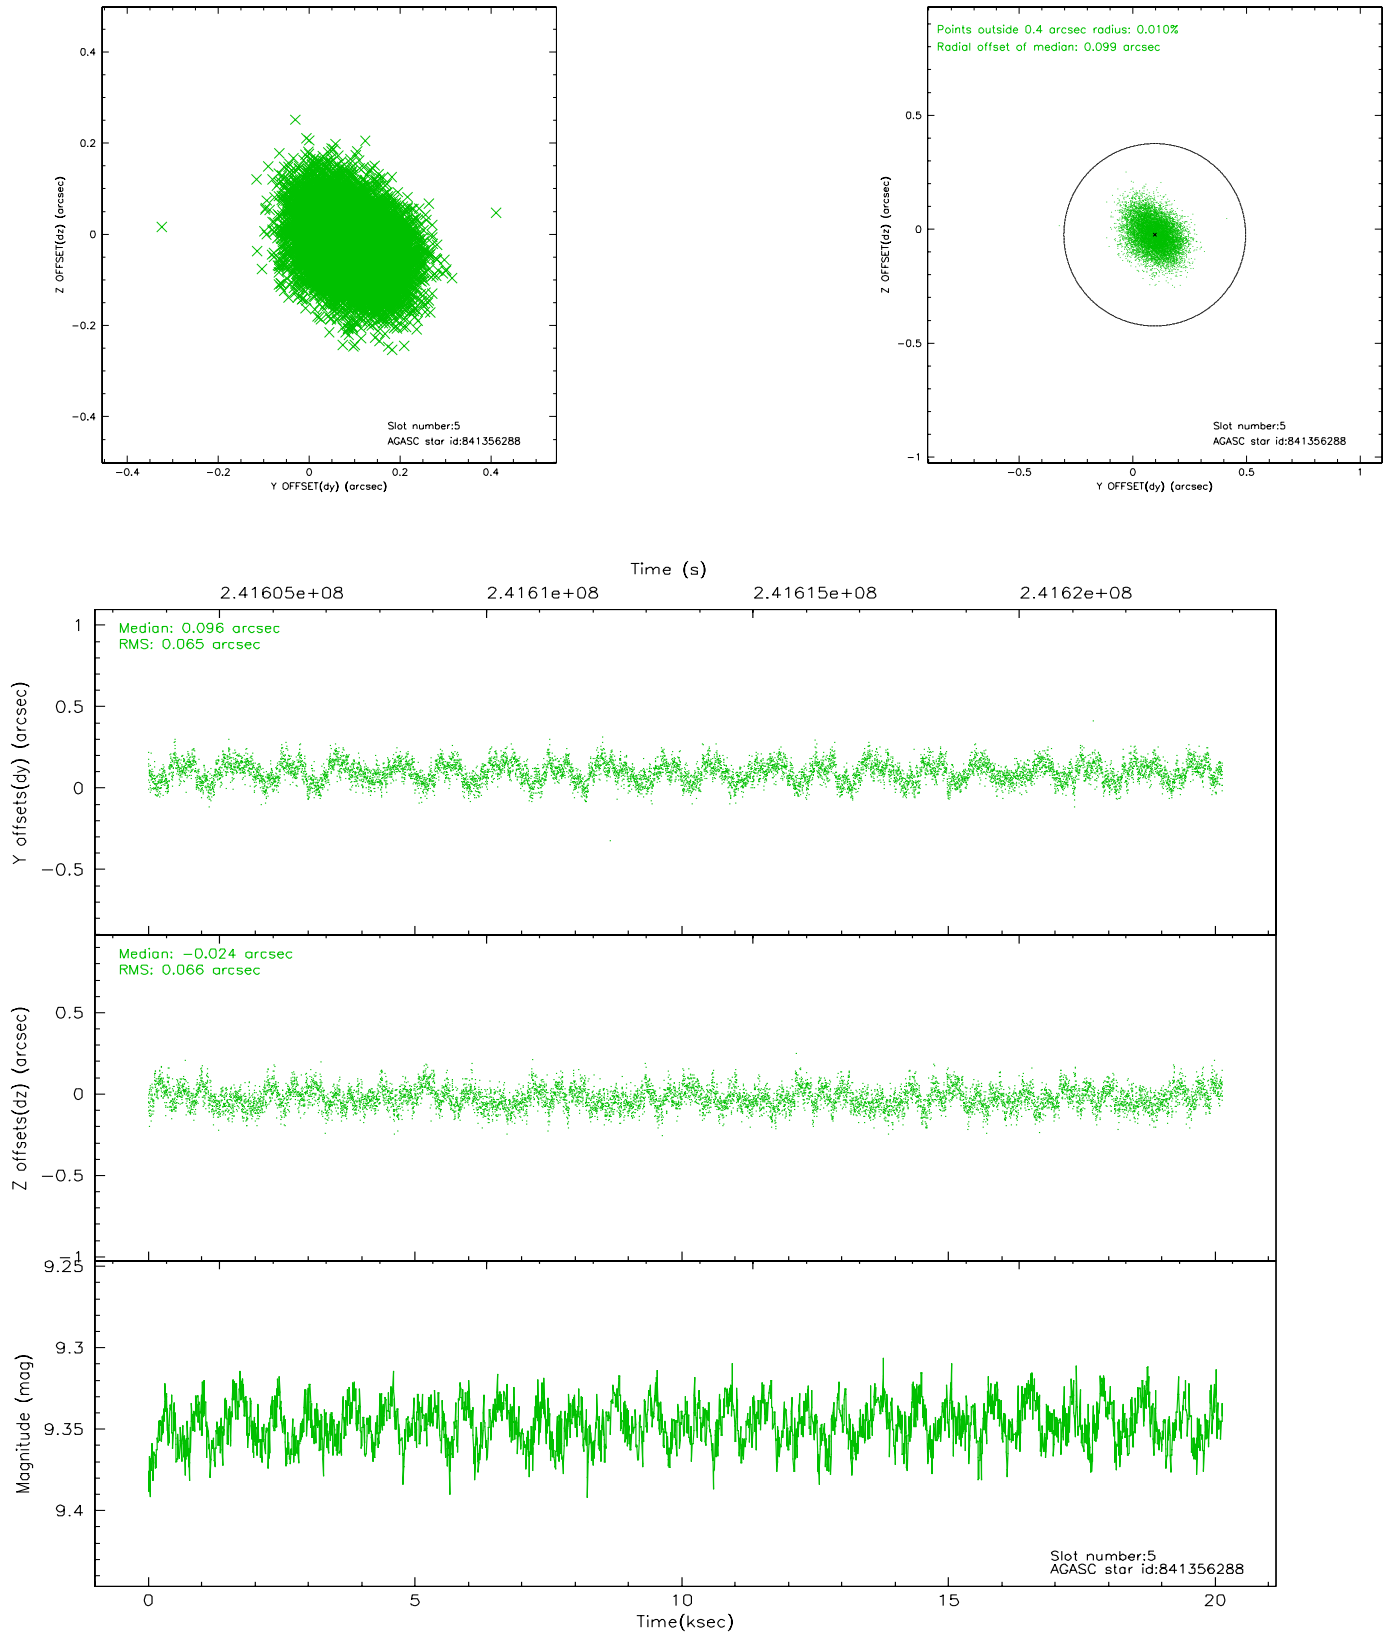 0.4
0.2
0
−0.2
−0.4
Z OFFSET(dz) (arcsec)
Slot number:5
AGASC star id:841356288
−0.4 −0.2 0 0.2 0.4
Y OFFSET(dy) (arcsec)
Points outside 0.4 arcsec radius: 0.010%
Radial offset of median: 0.099 arcsec
0.5
0
−0.5
−1
Z OFFSET(dz) (arcsec)
Slot number:5
AGASC star id:841356288
−0.5 0 0.5 1
Y OFFSET(dy) (arcsec)
Time (s)
2.41605e+08 2.4161e+08 2.41615e+08 2.4162e+08
Median: 0.096 arcsec
RMS: 0.065 arcsec
1
0.5
0
−0.5
Y offsets(dy) (arcsec)
Median: −0.024 arcsec
RMS: 0.066 arcsec
0.5
0
−0.5
−1
Z offsets(dz) (arcsec)
9.25
9.3
9.35
9.4
Magnitude (mag)
Slot number:5
AGASC star id:841356288
0 5 10 15 20
Time(ksec)